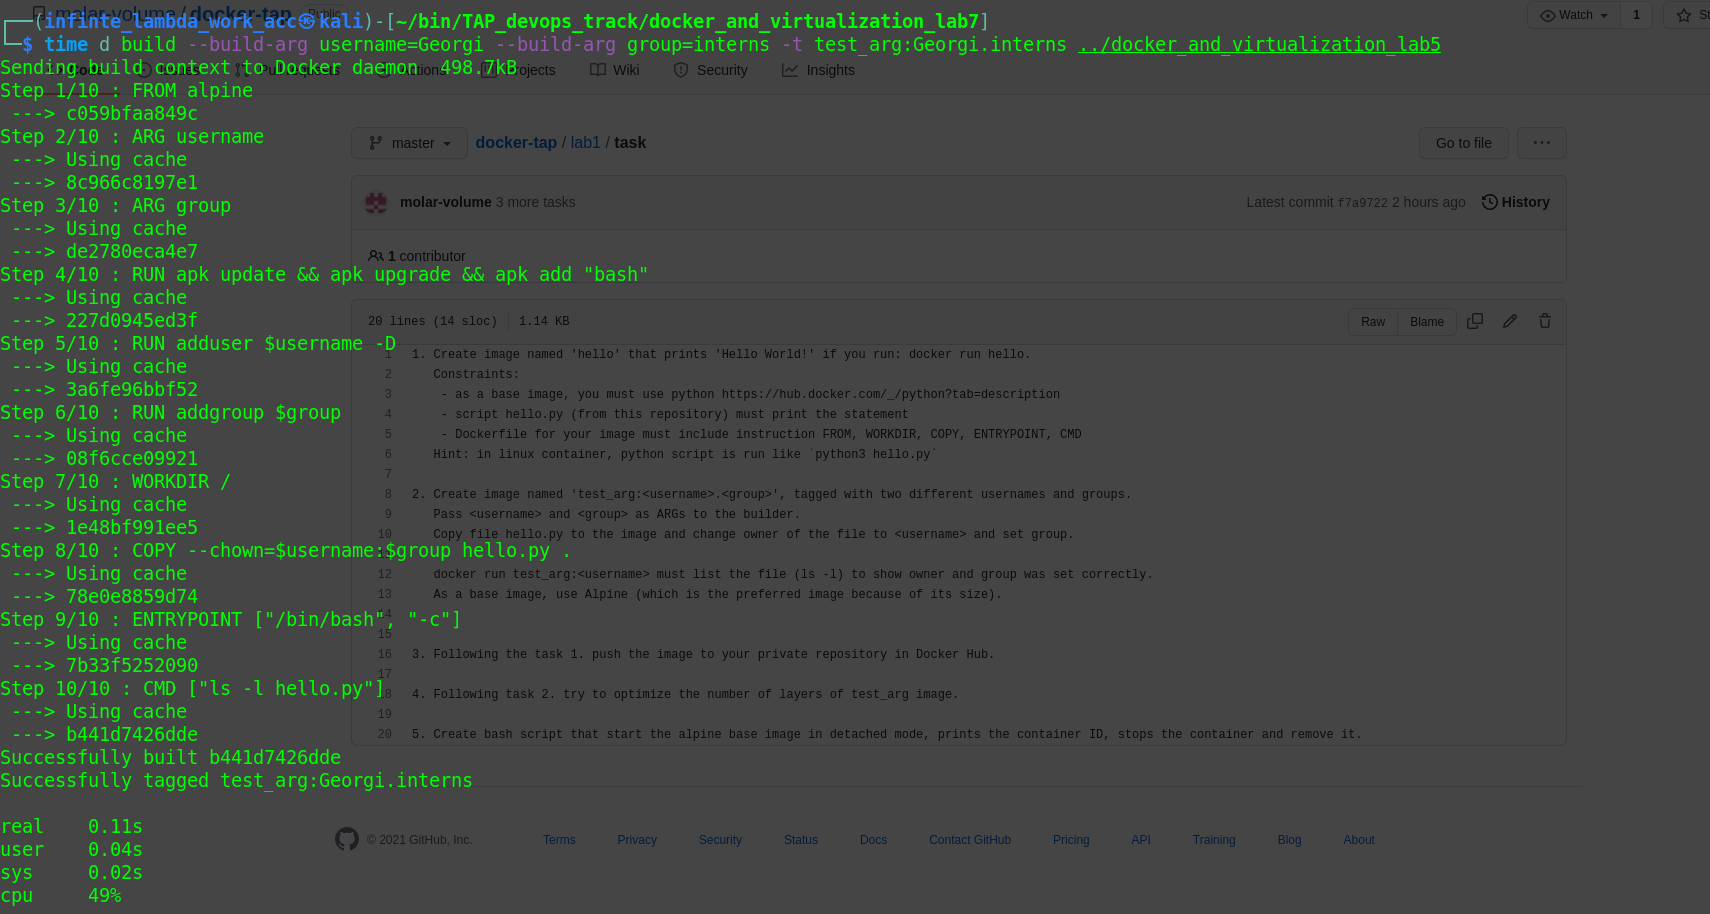 ┌──(infinte_lambda_work_acc㉿kali)-[~/bin/TAP_devops_track/docker_and_virtualization_lab7]
└─$ time d build --build-arg username=Georgi --build-arg group=interns -t test_arg:Georgi.interns ../docker_and_virtualization_lab5
Sending build context to Docker daemon  498.7kB
Step 1/10 : FROM alpine
 ---> c059bfaa849c
Step 2/10 : ARG username
 ---> Using cache
 ---> 8c966c8197e1
Step 3/10 : ARG group
 ---> Using cache
 ---> de2780eca4e7
Step 4/10 : RUN apk update && apk upgrade && apk add "bash"
 ---> Using cache
 ---> 227d0945ed3f
Step 5/10 : RUN adduser $username -D
 ---> Using cache
 ---> 3a6fe96bbf52
Step 6/10 : RUN addgroup $group
 ---> Using cache
 ---> 08f6cce09921
Step 7/10 : WORKDIR /
 ---> Using cache
 ---> 1e48bf991ee5
Step 8/10 : COPY --chown=$username:$group hello.py .
 ---> Using cache
 ---> 78e0e8859d74
Step 9/10 : ENTRYPOINT ["/bin/bash", "-c"]
 ---> Using cache
 ---> 7b33f5252090
Step 10/10 : CMD ["ls -l hello.py"]
 ---> Using cache
 ---> b441d7426dde
Successfully built b441d7426dde
Successfully tagged test_arg:Georgi.interns
real    0.11s
user    0.04s
sys     0.02s
cpu     49%
molar-volume / docker-tap Public
Watch 1
Projects Wiki Security Insights
master docker-tap / lab1 / task Go to file ···
molar-volume 3 more tasks Latest commit f7a9722 2 hours ago History
1 contributor
20 lines (14 sloc) 1.14 KB Raw Blame
1 1. Create image named 'hello' that prints 'Hello World!' if you run: docker run hello.
2 Constraints:
3 - as a base image, you must use python https://hub.docker.com/_/python?tab=description
4 - script hello.py (from this repository) must print the statement
5 - Dockerfile for your image must include instruction FROM, WORKDIR, COPY, ENTRYPOINT, CMD
6 Hint: in linux container, python script is run like `python3 hello.py`
7
8 2. Create image named 'test_arg:<username>.<group>', tagged with two different usernames and groups.
9 Pass <username> and <group> as ARGs to the builder.
10 Copy file hello.py to the image and change owner of the file to <username> and set group.
12 docker run test_arg:<username> must list the file (ls -l) to show owner and group was set correctly.
13 As a base image, use Alpine (which is the preferred image because of its size).
14
15
16 3. Following the task 1. push the image to your private repository in Docker Hub.
17
18 4. Following task 2. try to optimize the number of layers of test_arg image.
19
20 5. Create bash script that start the alpine base image in detached mode, prints the container ID, stops the container and remove it.
© 2021 GitHub, Inc. Terms Privacy Security Status Docs Contact GitHub Pricing API Training Blog About